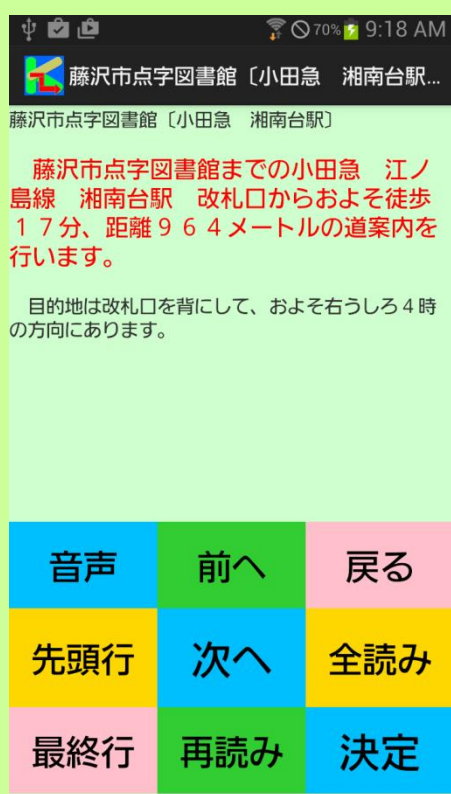 70% 9:18 AM
藤沢市点字図書館〔小田急　湘南台駅...
藤沢市点字図書館〔小田急　湘南台駅〕
　藤沢市点字図書館までの小田急　江ノ
島線　湘南台駅　改札口からおよそ徒歩
１７分、距離９６４メートルの道案内を
行います。
　目的地は改札口を背にして、およそ右うしろ４時
の方向にあります。
音声　前へ　戻る
先頭行　次へ　全読み
最終行　再読み　決定